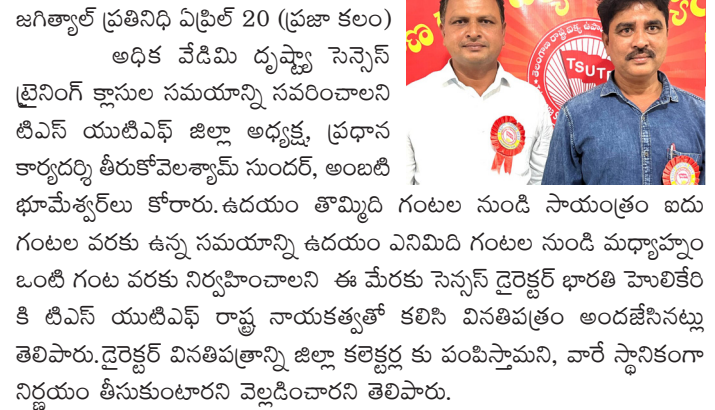 జగిత్యాల్ ప్రతినిధి ఏప్రిల్ 20 (ప్రజా కలం)
అధిక వేడిమి దృష్ట్యా సెన్సెస్
ట్రైనింగ్ క్లాసుల సమయాన్ని సవరించాలని
టిఎస్ యుటిఎఫ్ జిల్లా అధ్యక్ష, ప్రధాన
కార్యదర్శి తీరుకోవెలశ్యామ్ సుందర్, అంబటి
భూమేశ్వర్‌లు కోరారు.ఉదయం తొమ్మిది గంటల నుండి సాయంత్రం ఐదు
గంటల వరకు ఉన్న సమయాన్ని ఉదయం ఎనిమిది గంటల నుండి మధ్యాహ్నం
ఒంటి గంట వరకు నిర్వహించాలని ఈ మేరకు సెన్సస్ డైరెక్టర్ భారతి హెులికేరి
కి టిఎస్ యుటిఎఫ్ రాష్ట్ర నాయకత్వతో కలిసి వినతిపత్రం అందజేసినట్లు
తెలిపారు.డైరెక్టర్ వినతిపత్రాన్ని జిల్లా కలెక్టర్ల కు పంపిస్తామని, వారే స్థానికంగా
నిర్ణయం తీసుకుంటారని వెల్లడించారని తెలిపారు.
TSUTF